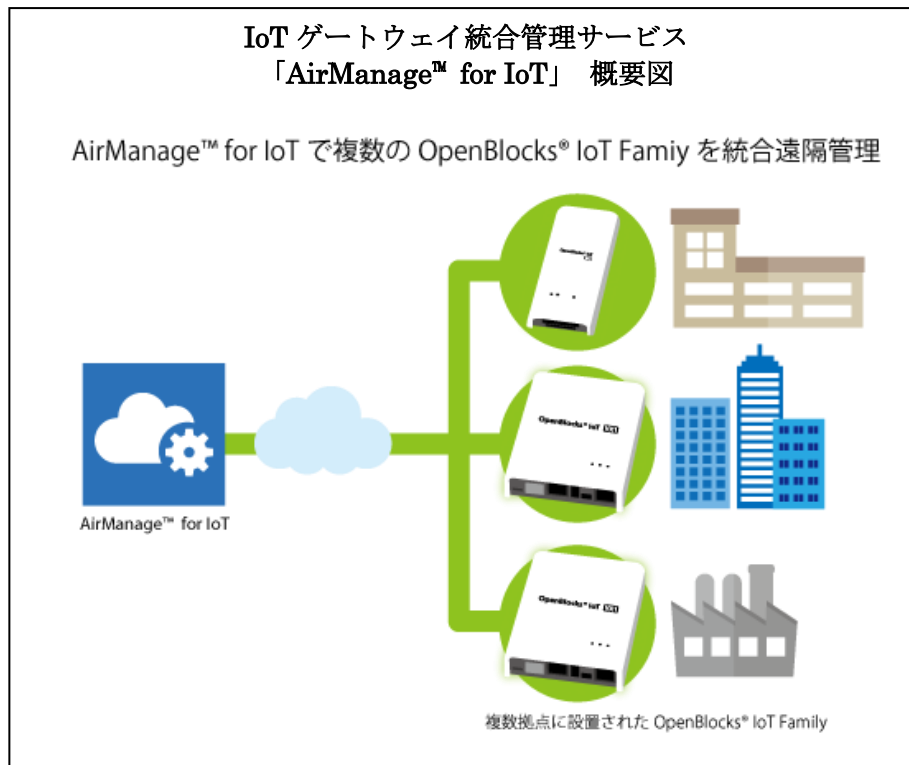 IoT ゲートウェイ統合管理サービス
「AirManage™ for IoT」 概要図
AirManage™ for IoT で複数の OpenBlocks® IoT Famiy を統合遠隔管理
OpenBlocks® IoT
AirManage™ for IoT
OpenBlocks® IoT
複数拠点に設置された OpenBlocks® IoT Family